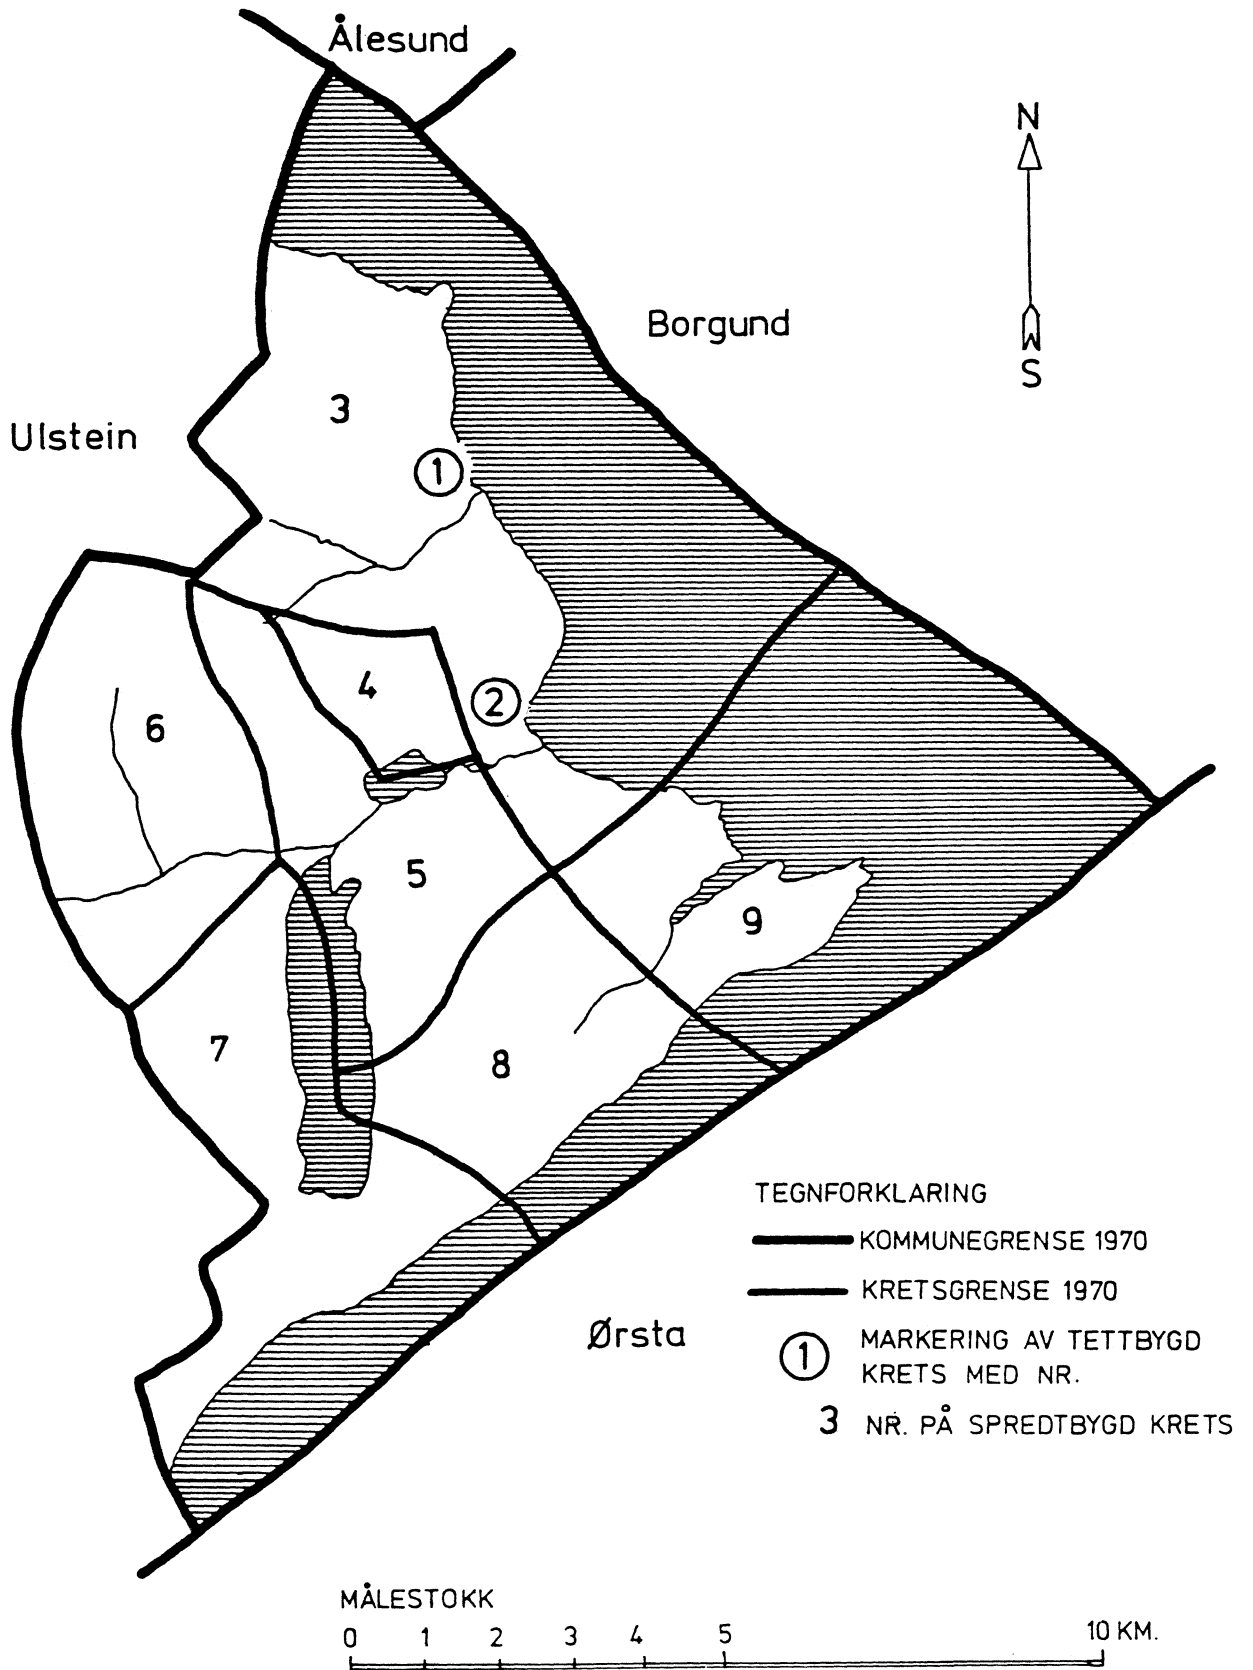 Ålesund
N
Borgund
S
Ulstein
3
1
4
2
6
5
9
7
8
TEGNFORKLARING
KOMMUNEGRENSE 1970
KRETSGRENSE 1970
1 MARKERING AV TETTBYGD
KRETS MED NR.
3 NR. PÅ SPREDTBYGD KRETS
Ørsta
MÅLESTOKK
0 1 2 3 4 5 10 KM.